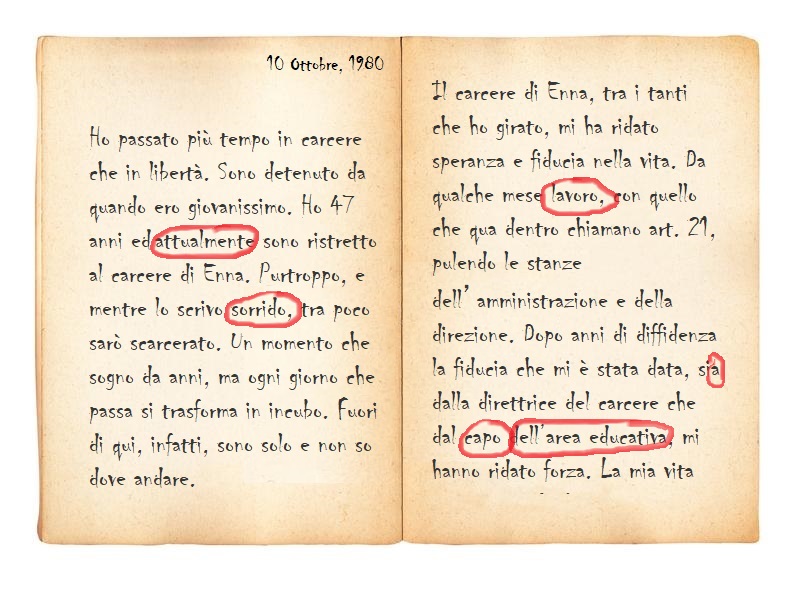 10 Ottobre, 1980
Ho passato più tempo in carcere
che in libertà. Sono detenuto da
quando ero giovanissimo. Ho 47
anni ed attualmente sono ristretto
al carcere di Enna. Purtroppo, e
mentre lo scrivo sorrido, tra poco
sarò scarcerato. Un momento che
sogno da anni, ma ogni giorno che
passa si trasforma in incubo. Fuori
di qui, infatti, sono solo e non so
dove andare.
Il carcere di Enna, tra i tanti
che ho girato, mi ha ridato
speranza e fiducia nella vita. Da
qualche mese lavoro, con quello
che qua dentro chiamano art. 21,
pulendo le stanze
dell' amministrazione e della
direzione. Dopo anni di diffidenza
la fiducia che mi è stata data, sia
dalla direttrice del carcere che
dal capo dell'area educativa, mi
hanno ridato forza. La mia vita